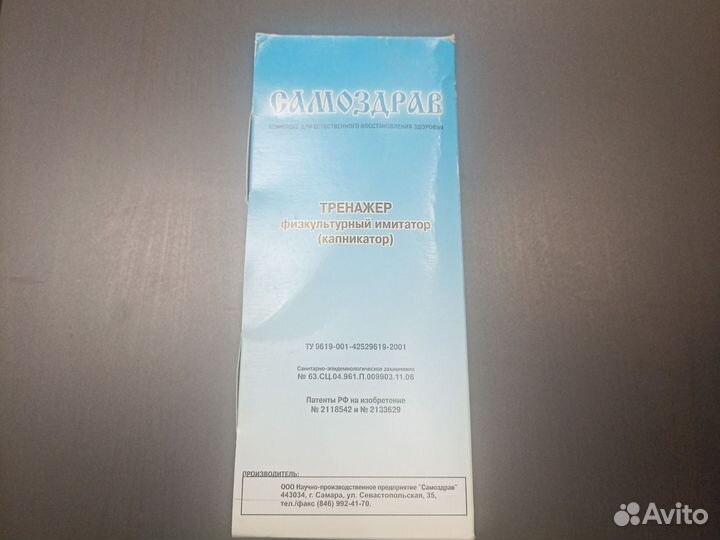 САМОЗДРАВ
КОМПЛЕКС ДЛЯ ЕСТЕСТВЕННОГО ВОССТАНОВЛЕНИЯ ЗДОРОВЬЯ
ТРЕНАЖЕР
физкультурный имитатор
(капникатор)
ТУ 9619-001-42529619-2001
Санитарно-эпидемиологическое заключение
№ 63.СЦ.04.961.П.009903.11.06
Патенты РФ на изобретение
№ 2118542 и № 2133629
ПРОИЗВОДИТЕЛЬ:
ООО Научно-производственное предприятие "Самоздрав"
443034, г. Самара, ул. Севастопольская, 35,
тел./факс (846) 992-41-70.
Avito